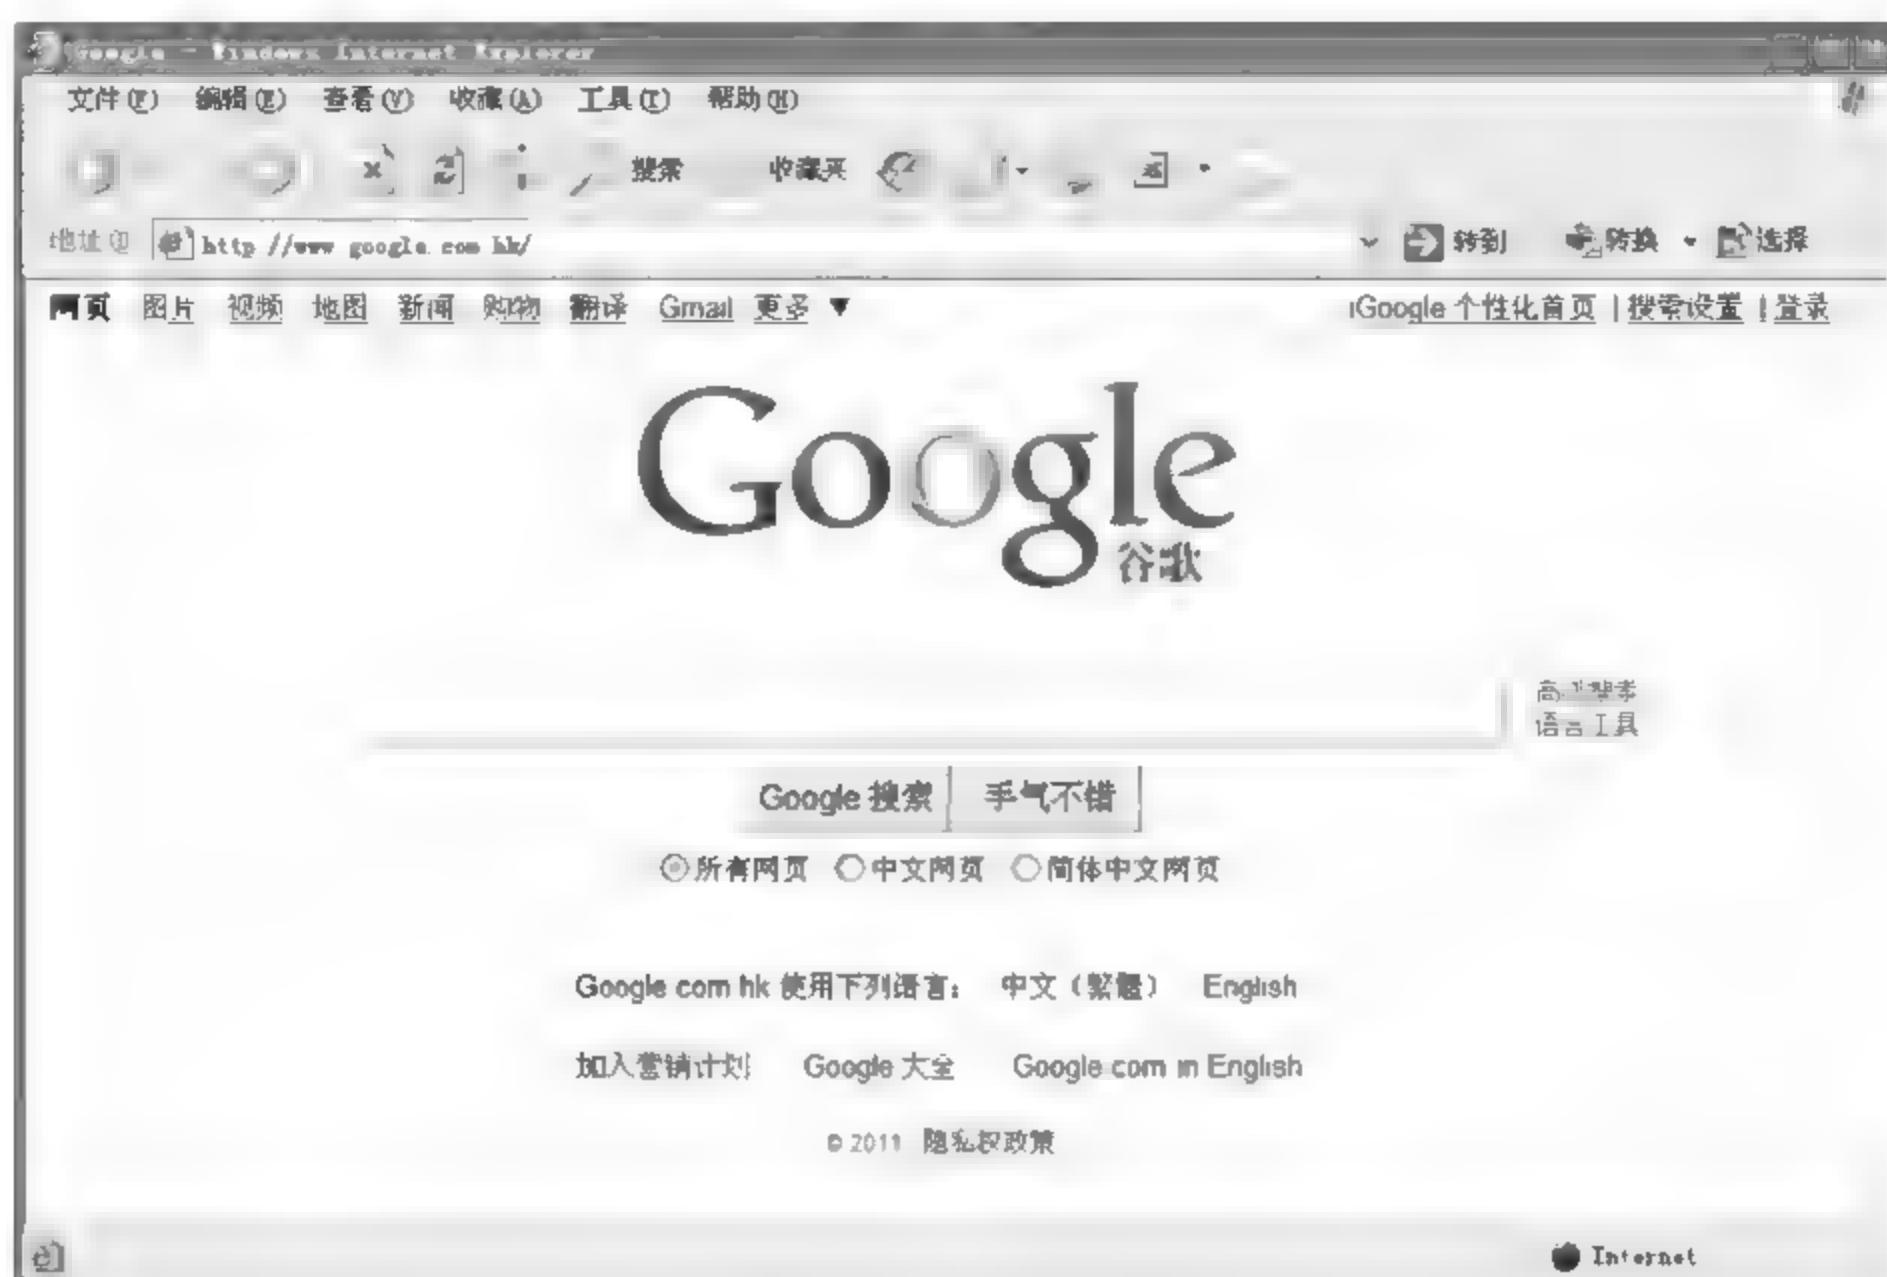 Google - Windows Internet Explorer
文件(F) 编辑(E) 查看(V) 收藏(A) 工具(T) 帮助(H)
搜索 收藏夹
地址(D) http //www google.com hk/ 转到 转换 选择
网页 图片 视频 地图 新闻 购物 翻译 Gmail 更多 ▼ iGoogle 个性化首页 | 搜索设置 | 登录
Google
谷歌
高级搜索
语言工具
Google 搜索 手气不错
所有网页 中文网页 简体中文网页
Google com hk 使用下列语言： 中文（繁體） English
加入营销计划 Google 大全 Google com in English
© 2011 隐私权政策
Internet